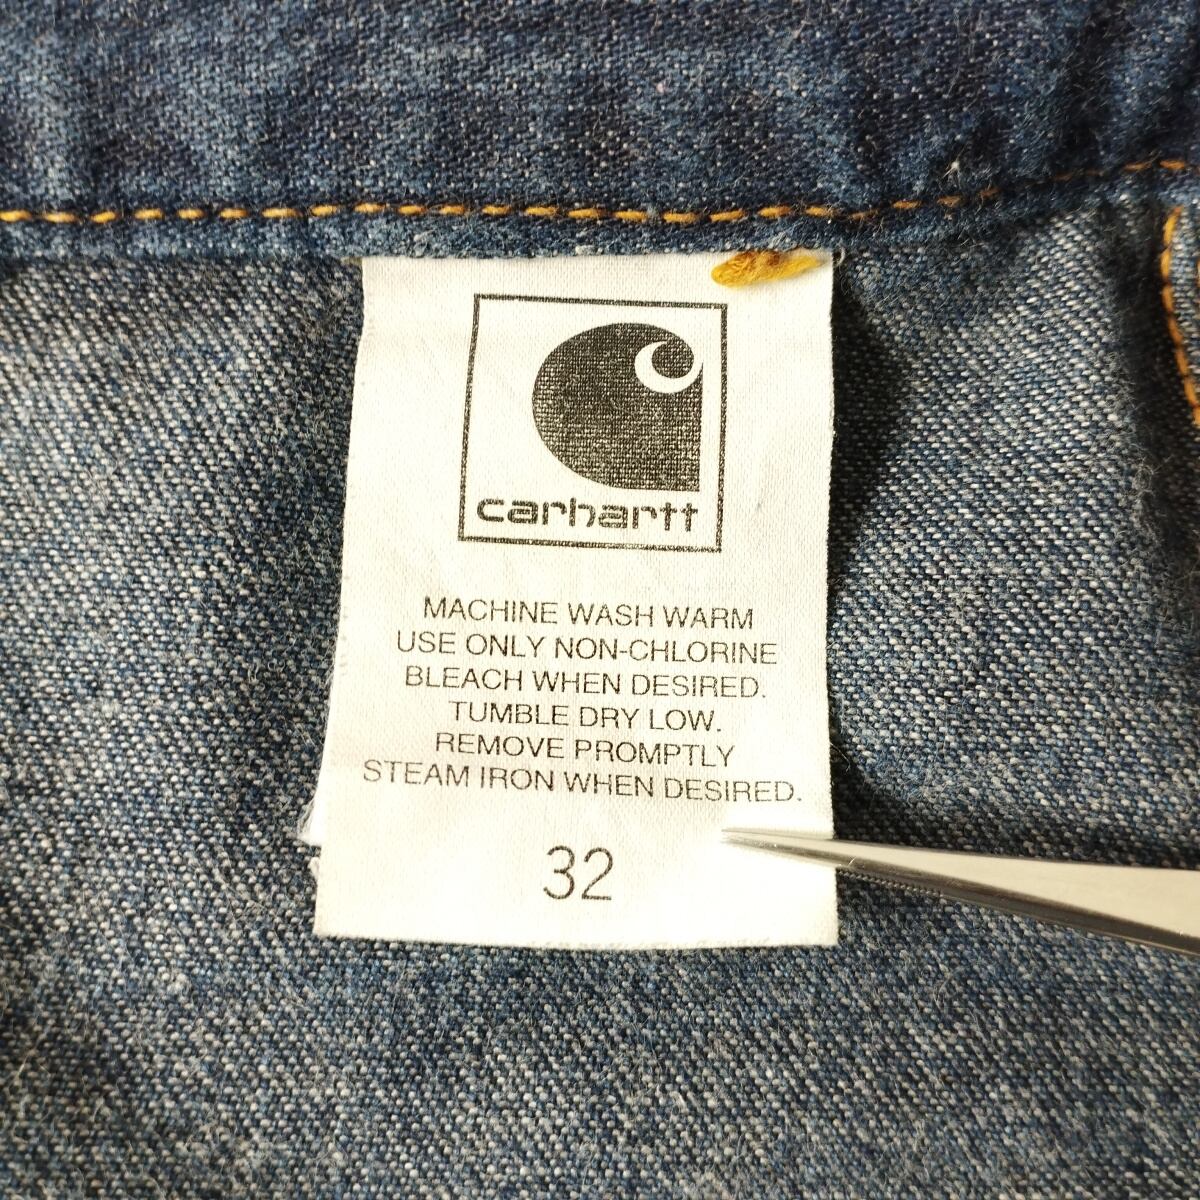 carhartt
MACHINE WASH WARM
USE ONLY NON-CHLORINE
BLEACH WHEN DESIRED.
TUMBLE DRY LOW.
REMOVE PROMPTLY
STEAM IRON WHEN DESIRED.
32